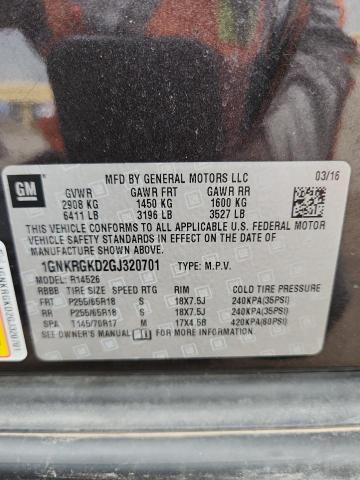 GM
MFD BY GENERAL MOTORS LLC
03/16
GVWR GAWR FRT GAWR RR
2908 KG 1450 KG 1600 KG
6411 LB 3196 LB 3527 LB
THIS VEHICLE CONFORMS TO ALL APPLICABLE U.S. FEDERAL MOTOR
VEHICLE SAFETY STANDARDS IN EFFECT ON THE DATE OF
MANUFACTURE SHOWN ABOVE.
1GNKRGKD2GJ320701 TYPE: M.P.V.
RBBB MODEL: R14526
TIRE SIZE SPEED RTG RIM COLD TIRE PRESSURE
FRT P255/65R18 S 18X7.5J 240KPA(35PSI)
RR P255/65R18 S 18X7.5J 240KPA(35PSI)
SPA T145/70R17 M 17X4.5B 420KPA(60PSI)
SEE OWNER'S MANUAL FOR MORE INFORMATION